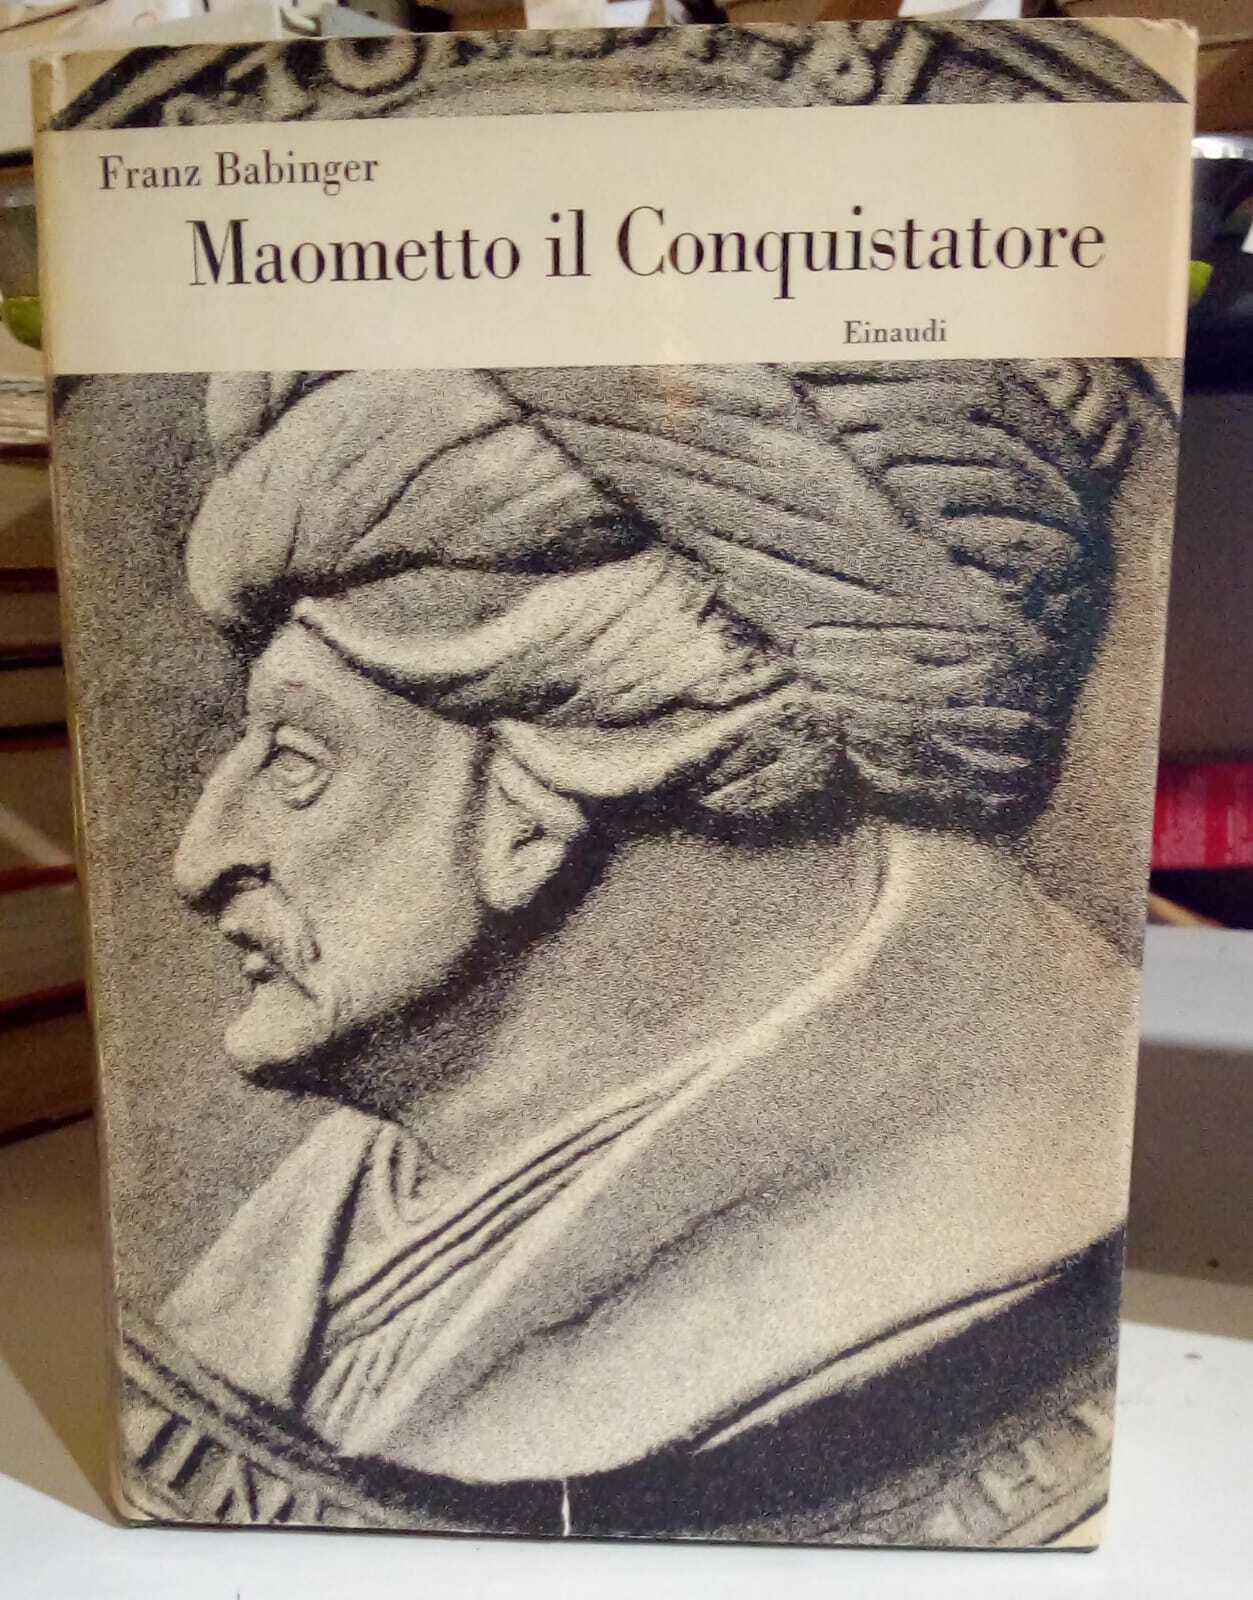 Franz Babinger
Maometto il Conquistatore
Einaudi